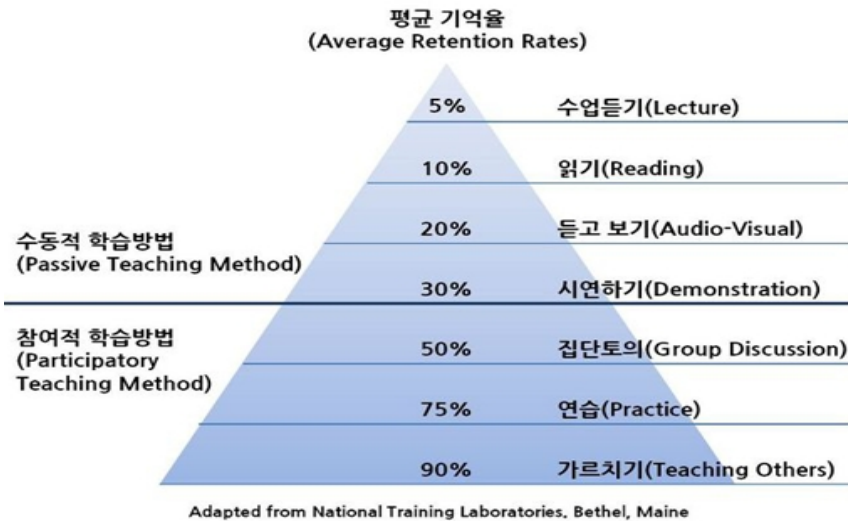 평균 기억율
(Average Retention Rates)
5% 수업듣기(Lecture)
10% 읽기(Reading)
20% 듣고 보기(Audio-Visual)
수동적 학습방법
(Passive Teaching Method)
30% 시연하기(Demonstration)
참여적 학습방법
(Participatory
Teaching Method)
50% 집단토의(Group Discussion)
75% 연습(Practice)
90% 가르치기(Teaching Others)
Adapted from National Training Laboratories. Bethel, Maine